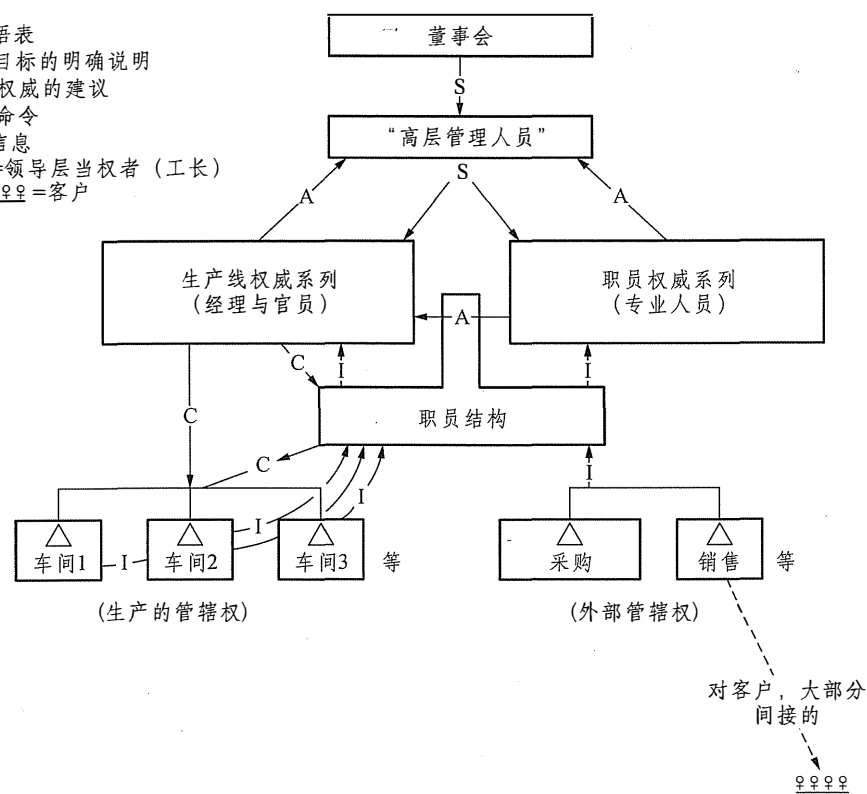 语表
目标的明确说明
权威的建议
命令
信息
=领导层当权者（工长）
♀♀=客户
董事会
S
“高层管理人员”
A
S
A
生产线权威系列
（经理与官员）
职员权威系列
（专业人员）
A
C
I
I
C
职员结构
C
I
I
I
车间1
I
车间2
车间3
等
采购
销售
等
（生产的管辖权）
（外部管辖权）
对客户，大部分
间接的
♀♀♀♀